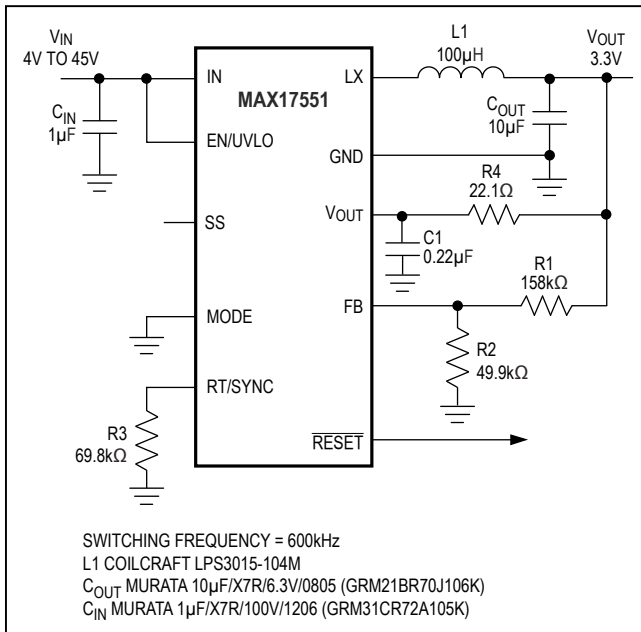 VIN
4V TO 45V
CIN
1µF
IN
EN/UVLO
SS
MODE
RT/SYNC
R3
69.8kΩ
MAX17551
LX
GND
VOUT
FB
RESET
L1
100µH
VOUT
3.3V
COUT
10µF
R4
22.1Ω
C1
0.22µF
R1
158kΩ
R2
49.9kΩ
SWITCHING FREQUENCY = 600kHz
L1 COILCRAFT LPS3015-104M
COUT MURATA 10µF/X7R/6.3V/0805 (GRM21BR70J106K)
CIN MURATA 1µF/X7R/100V/1206 (GRM31CR72A105K)